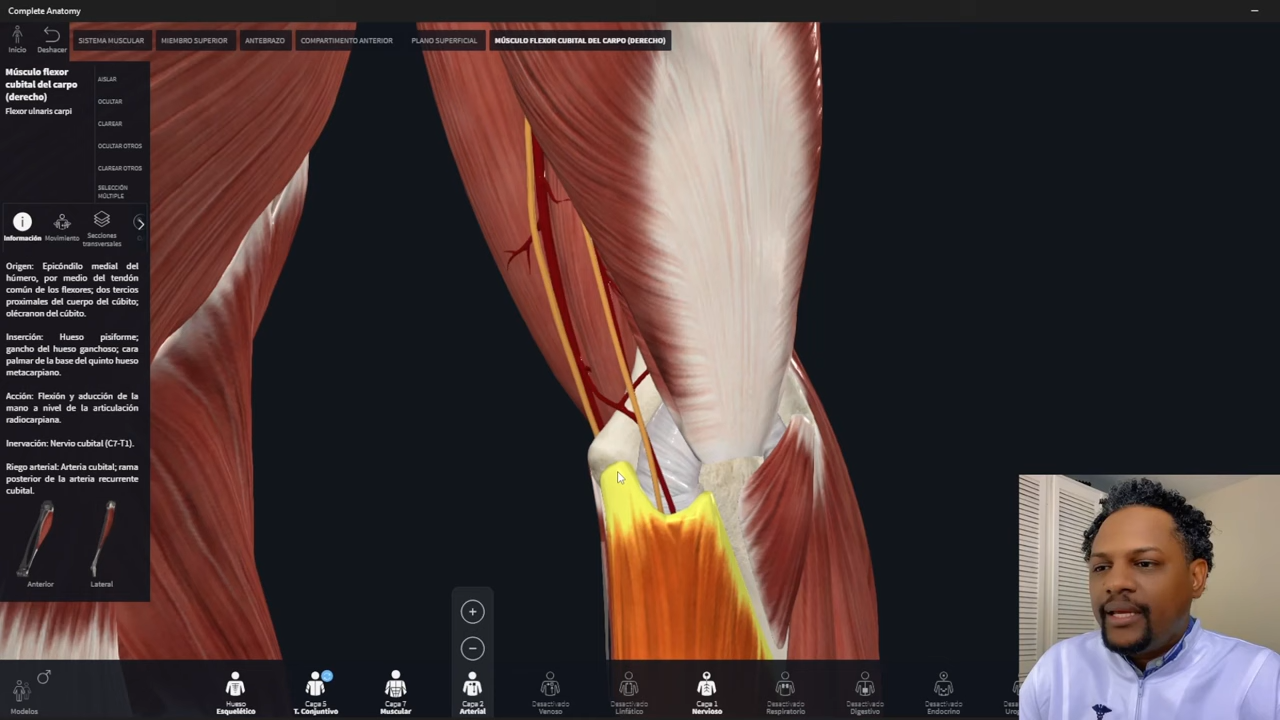 Complete Anatomy
Inicio
Deshacer
SISTEMA MUSCULAR
MIEMBRO SUPERIOR
ANTEBRAZO
COMPARTIMENTO ANTERIOR
PLANO SUPERFICIAL
MÚSCULO FLEXOR CUBITAL DEL CARPO (DERECHO)
Músculo flexor
cubital del carpo
(derecho)
Flexor ulnaris carpi
AISLAR
OCULTAR
CLAREAR
OCULTAR OTROS
CLAREAR OTROS
SELECCIÓN
MÚLTIPLE
Información
Movimiento
Secciones
transversales
Origen: Epicóndilo medial del
húmero, por medio del tendón
común de los flexores; dos tercios
proximales del cuerpo del cúbito;
olécranon del cúbito.
Inserción: Hueso pisiforme;
gancho del hueso ganchoso; cara
palmar de la base del quinto hueso
metacarpiano.
Acción: Flexión y aducción de la
mano a nivel de la articulación
radiocarpiana.
Inervación: Nervio cubital (C7-T1).
Riego arterial: Arteria cubital; rama
posterior de la arteria recurrente
cubital.
Anterior
Lateral
Modelos
Hueso
Esquelético
Capa 5
T. Conjuntivo
Capa 7
Muscular
Capa 2
Arterial
Desactivado
Venoso
Desactivado
Linfático
Capa 1
Nervioso
Desactivado
Respiratorio
Desactivado
Digestivo
Desactivado
Endocrino